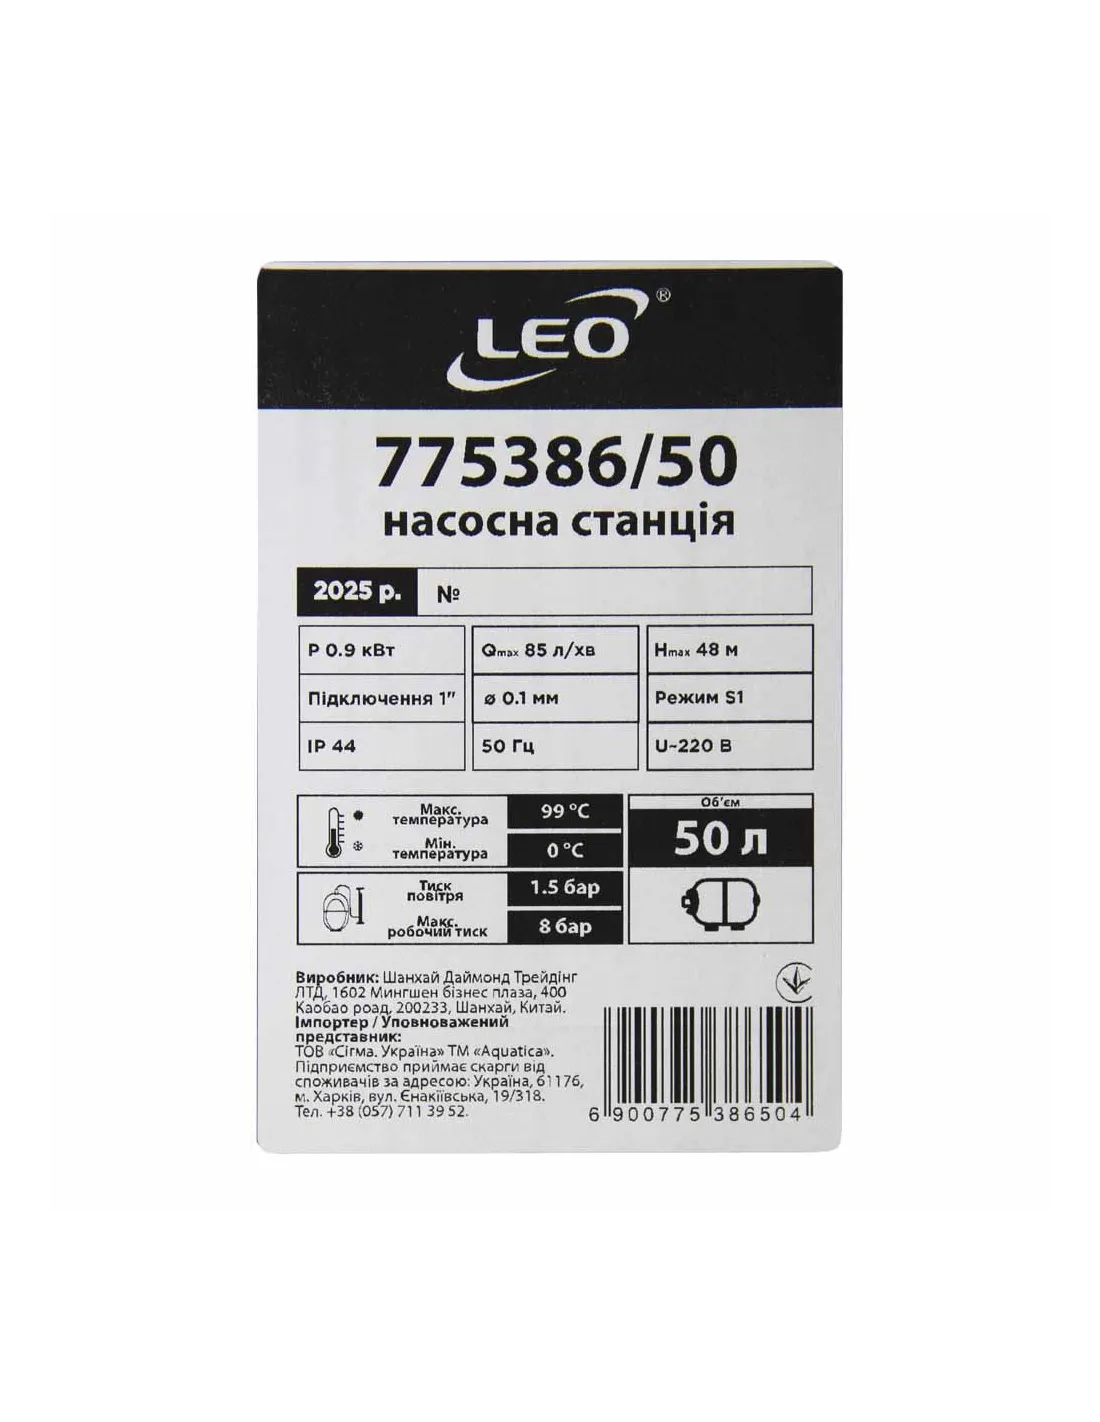 LEO®
775386/50
насосна станція
2025 р. №
P 0.9 кВт Qmax 85 л/хв Hmax 48 м
Підключення 1" ø 0.1 мм Режим S1
IP 44 50 Гц U~220 В
Макс. температура 99 °C
Мін. температура 0 °C
Об'єм
50 л
Тиск повітря 1.5 бар
Макс. робочий тиск 8 бар
Виробник: Шанхай Даймонд Трейдінг
ЛТД, 1602 Мингшен бізнес плаза, 400
Каобао роад, 200233, Шанхай, Китай.
Імпортер / Уповноважений
представник:
ТОВ «Сігма. Україна» ТМ «Aquatica».
Підприємство приймає скарги від
споживачів за адресою: Україна, 61176,
м. Харків, вул. Єнакіївська, 19/318.
Тел. +38 (057) 711 39 52.
6 900775 386504